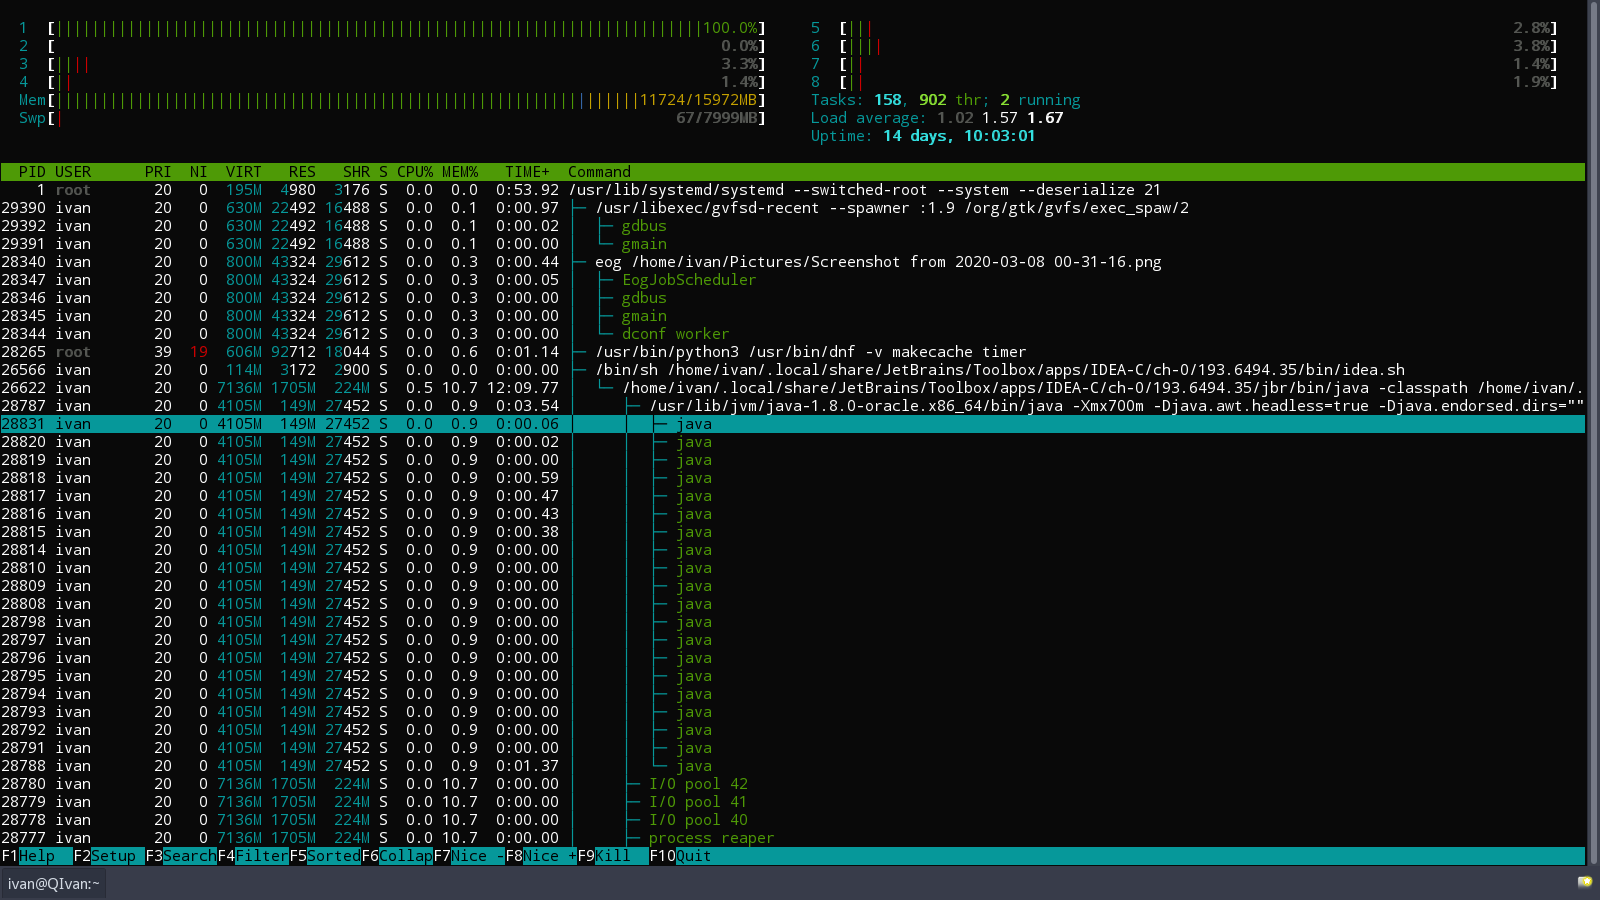 1 [||||||||||||||||||||||||||||||||||||||||||||||||||||||||||||||||||||||||100.0%] 5 [||| 2.8%]
2 [ 0.0%] 6 [|||| 3.8%]
3 [|||| 3.3%] 7 [|| 1.4%]
4 [|| 1.4%] 8 [|| 1.9%]
Mem[|||||||||||||||||||||||||||||||||||||||||||||||||||||||||||||||||11724/15972MB] Tasks: 158, 902 thr; 2 running
Swp[| 67/7999MB] Load average: 1.02 1.57 1.67
Uptime: 14 days, 10:03:01
PID USER PRI NI VIRT RES SHR S CPU% MEM% TIME+ Command
1 root 20 0 195M 4980 3176 S 0.0 0.0 0:53.92 /usr/lib/systemd/systemd --switched-root --system --deserialize 21
29390 ivan 20 0 630M 22492 16488 S 0.0 0.1 0:00.97 ├─ /usr/libexec/gvfsd-recent --spawner :1.9 /org/gtk/gvfs/exec_spaw/2
29392 ivan 20 0 630M 22492 16488 S 0.0 0.1 0:00.02 │ ├─ gdbus
29391 ivan 20 0 630M 22492 16488 S 0.0 0.1 0:00.00 │ └─ gmain
28340 ivan 20 0 800M 43324 29612 S 0.0 0.3 0:00.44 ├─ eog /home/ivan/Pictures/Screenshot from 2020-03-08 00-31-16.png
28347 ivan 20 0 800M 43324 29612 S 0.0 0.3 0:00.05 │ ├─ EogJobScheduler
28346 ivan 20 0 800M 43324 29612 S 0.0 0.3 0:00.00 │ ├─ gdbus
28345 ivan 20 0 800M 43324 29612 S 0.0 0.3 0:00.00 │ ├─ gmain
28344 ivan 20 0 800M 43324 29612 S 0.0 0.3 0:00.00 │ └─ dconf worker
28265 root 39 19 606M 92712 18044 S 0.0 0.6 0:01.14 ├─ /usr/bin/python3 /usr/bin/dnf -v makecache timer
26566 ivan 20 0 114M 3172 2900 S 0.0 0.0 0:00.00 ├─ /bin/sh /home/ivan/.local/share/JetBrains/Toolbox/apps/IDEA-C/ch-0/193.6494.35/bin/idea.sh
26622 ivan 20 0 7136M 1705M 224M S 0.5 10.7 12:09.77 │ └─ /home/ivan/.local/share/JetBrains/Toolbox/apps/IDEA-C/ch-0/193.6494.35/jbr/bin/java -classpath /home/ivan/.
28787 ivan 20 0 4105M 149M 27452 S 0.0 0.9 0:03.54 │ ├─ /usr/lib/jvm/java-1.8.0-oracle.x86_64/bin/java -Xmx700m -Djava.awt.headless=true -Djava.endorsed.dirs=""
28831 ivan 20 0 4105M 149M 27452 S 0.0 0.9 0:00.06 │ │ ├─ java
28820 ivan 20 0 4105M 149M 27452 S 0.0 0.9 0:00.02 │ │ ├─ java
28819 ivan 20 0 4105M 149M 27452 S 0.0 0.9 0:00.00 │ │ ├─ java
28818 ivan 20 0 4105M 149M 27452 S 0.0 0.9 0:00.59 │ │ ├─ java
28817 ivan 20 0 4105M 149M 27452 S 0.0 0.9 0:00.47 │ │ ├─ java
28816 ivan 20 0 4105M 149M 27452 S 0.0 0.9 0:00.43 │ │ ├─ java
28815 ivan 20 0 4105M 149M 27452 S 0.0 0.9 0:00.38 │ │ ├─ java
28814 ivan 20 0 4105M 149M 27452 S 0.0 0.9 0:00.00 │ │ ├─ java
28810 ivan 20 0 4105M 149M 27452 S 0.0 0.9 0:00.00 │ │ ├─ java
28809 ivan 20 0 4105M 149M 27452 S 0.0 0.9 0:00.00 │ │ ├─ java
28808 ivan 20 0 4105M 149M 27452 S 0.0 0.9 0:00.00 │ │ ├─ java
28798 ivan 20 0 4105M 149M 27452 S 0.0 0.9 0:00.00 │ │ ├─ java
28797 ivan 20 0 4105M 149M 27452 S 0.0 0.9 0:00.00 │ │ ├─ java
28796 ivan 20 0 4105M 149M 27452 S 0.0 0.9 0:00.00 │ │ ├─ java
28795 ivan 20 0 4105M 149M 27452 S 0.0 0.9 0:00.00 │ │ ├─ java
28794 ivan 20 0 4105M 149M 27452 S 0.0 0.9 0:00.00 │ │ ├─ java
28793 ivan 20 0 4105M 149M 27452 S 0.0 0.9 0:00.00 │ │ ├─ java
28792 ivan 20 0 4105M 149M 27452 S 0.0 0.9 0:00.00 │ │ ├─ java
28791 ivan 20 0 4105M 149M 27452 S 0.0 0.9 0:00.00 │ │ ├─ java
28788 ivan 20 0 4105M 149M 27452 S 0.0 0.9 0:01.37 │ │ └─ java
28780 ivan 20 0 7136M 1705M 224M S 0.0 10.7 0:00.00 │ ├─ I/O pool 42
28779 ivan 20 0 7136M 1705M 224M S 0.0 10.7 0:00.00 │ ├─ I/O pool 41
28778 ivan 20 0 7136M 1705M 224M S 0.0 10.7 0:00.00 │ ├─ I/O pool 40
28777 ivan 20 0 7136M 1705M 224M S 0.0 10.7 0:00.00 │ ├─ process reaper
F1Help F2Setup F3SearchF4FilterF5SortedF6CollapF7Nice -F8Nice +F9Kill F10Quit
ivan@QIvan:~